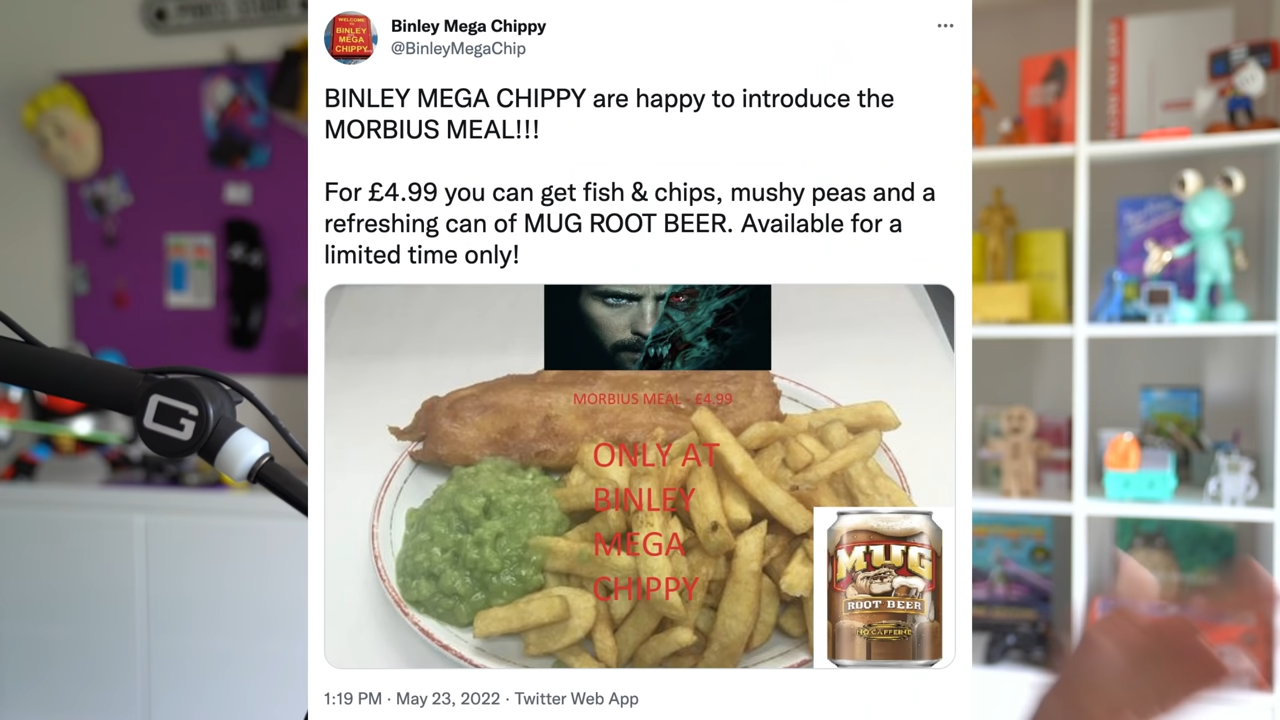 WELCOME
TO
BINLEY
MEGA
CHIPPY
Binley Mega Chippy
@BinleyMegaChip
BINLEY MEGA CHIPPY are happy to introduce the
MORBIUS MEAL!!!
For £4.99 you can get fish & chips, mushy peas and a
refreshing can of MUG ROOT BEER. Available for a
limited time only!
MORBIUS MEAL - £4.99
ONLY AT
BINLEY
MEGA
CHIPPY
MUG
ROOT BEER
NO CAFFEINE
1:19 PM · May 23, 2022 · Twitter Web App
G